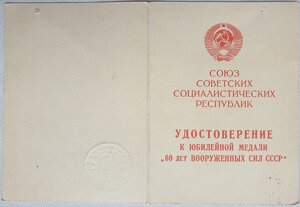 СОЮЗ
СОВЕТСКИХ
СОЦИАЛИСТИЧЕСКИХ
РЕСПУБЛИК
УДОСТОВЕРЕНИЕ
К ЮБИЛЕЙНОЙ МЕДАЛИ
„60 ЛЕТ ВООРУЖЕННЫХ СИЛ СССР"